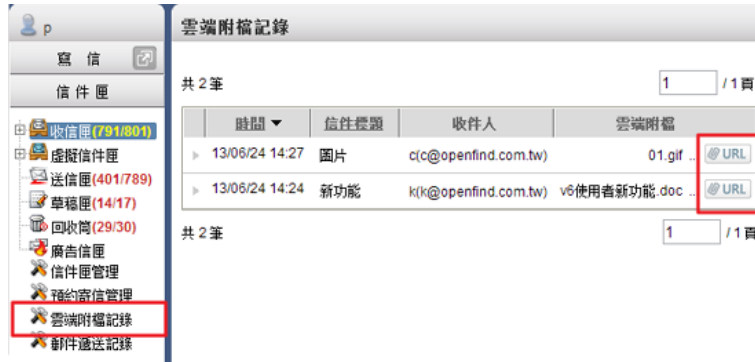 p
寫 信
信 件 匣
收信匣(791/801)
虛擬信件匣
送信匣(401/789)
草稿匣(14/17)
回收筒(29/30)
廣告信匣
信件匣管理
預約寄信管理
雲端附檔記錄
郵件遞送記錄
雲端附檔記錄
共 2 筆
1 / 1 頁
時間 ▼ 信件標題 收件人 雲端附檔
13/06/24 14:27 圖片 c(c@openfind.com.tw) 01.gif .. URL
13/06/24 14:24 新功能 k(k@openfind.com.tw) v6使用者新功能.doc .. URL
共 2 筆
1 / 1 頁